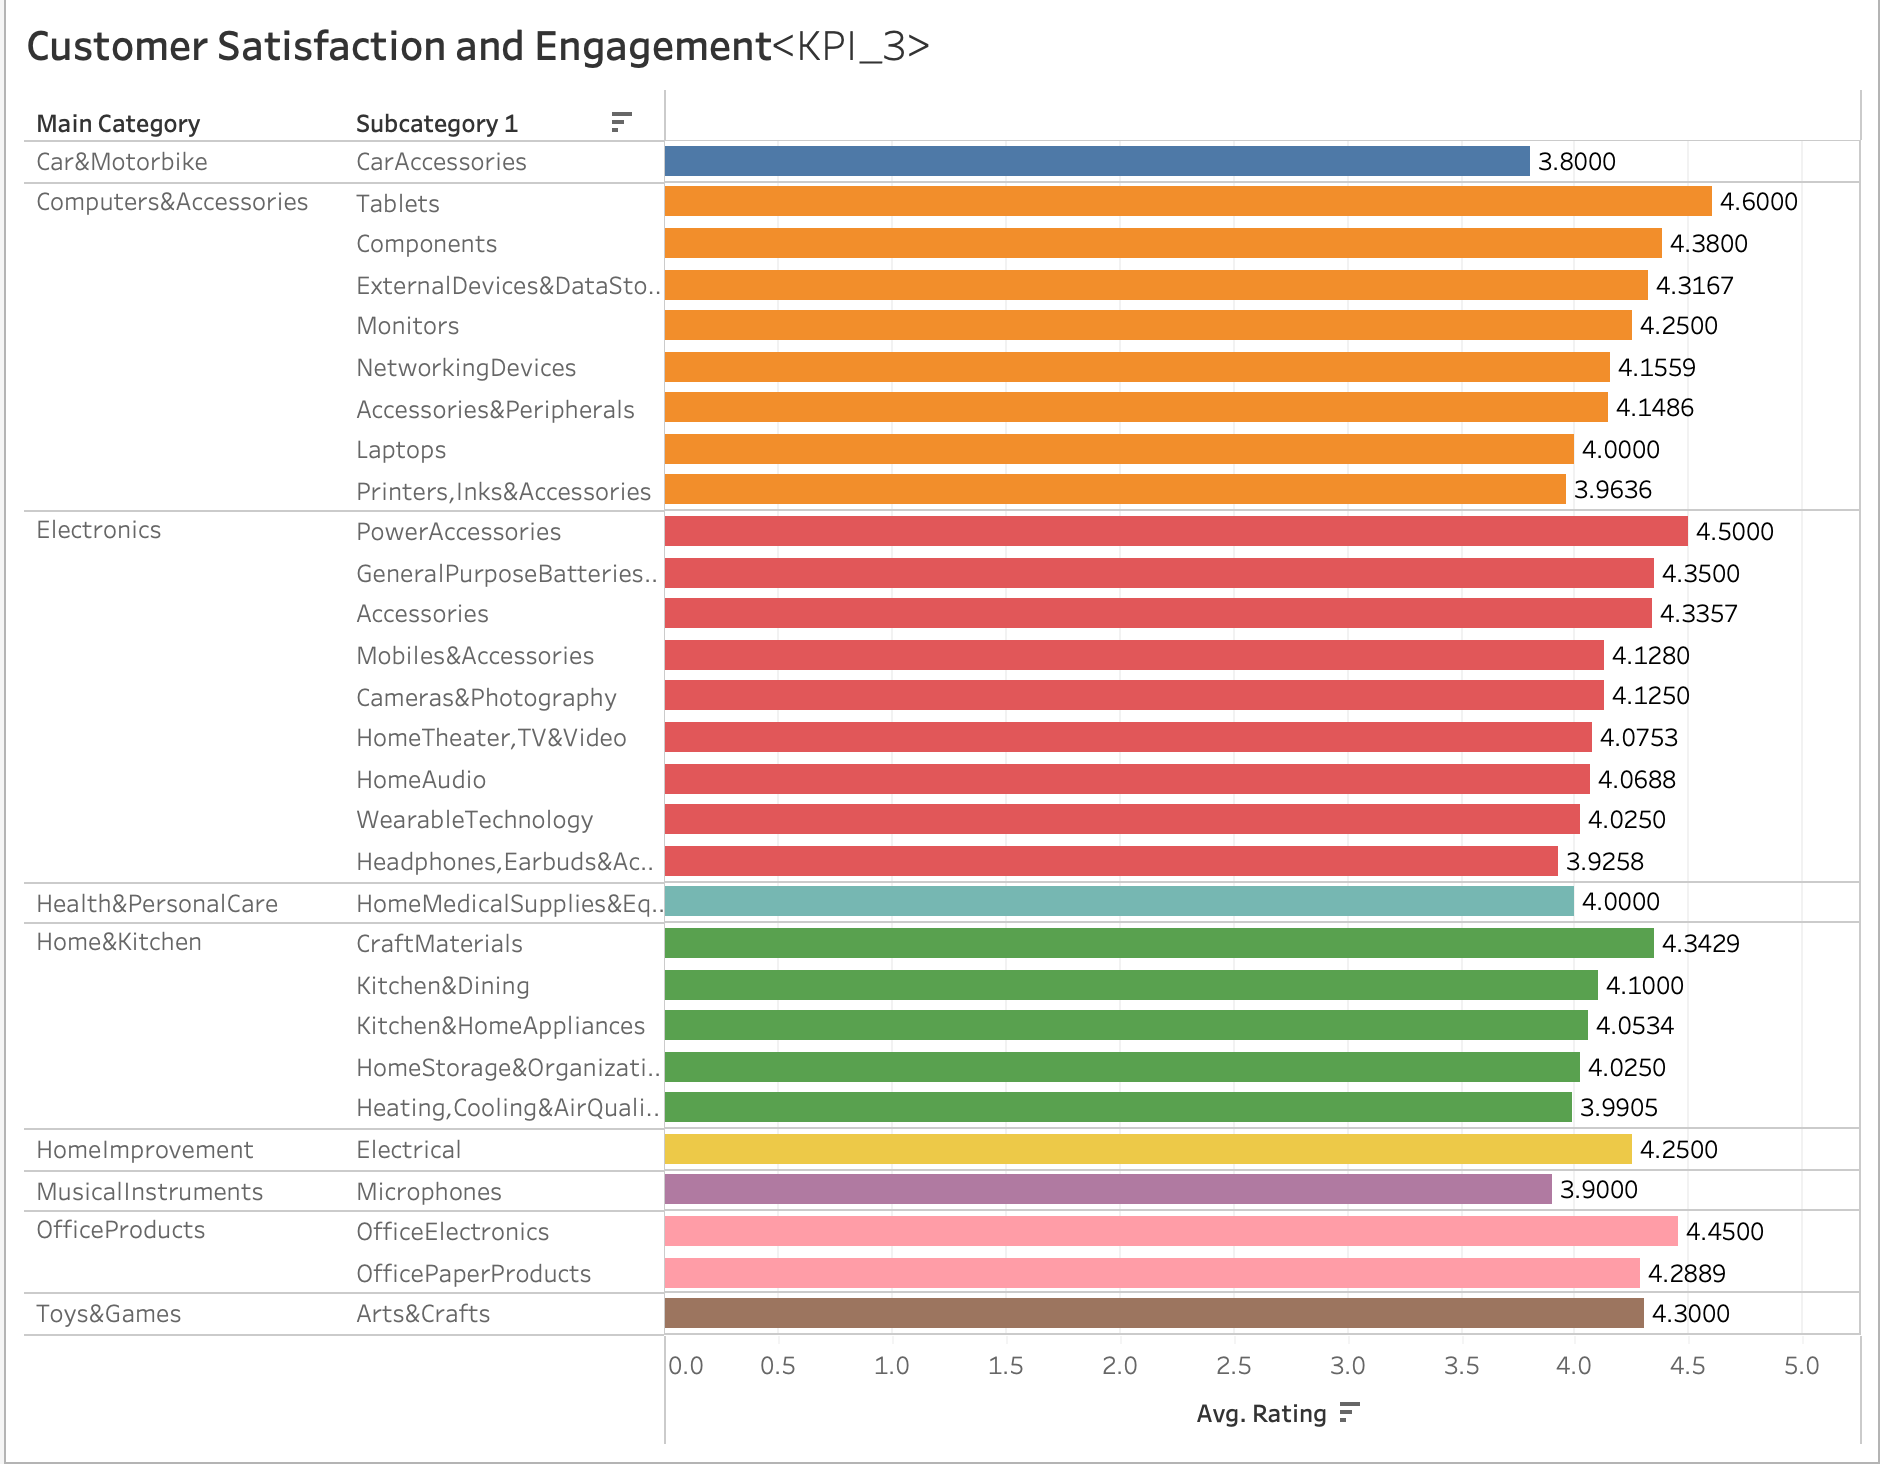 Customer Satisfaction and Engagement<KPI_3>
Main Category Subcategory 1
Car&Motorbike CarAccessories 3.8000
Computers&Accessories Tablets 4.6000
Components 4.3800
ExternalDevices&DataSto.. 4.3167
Monitors 4.2500
NetworkingDevices 4.1559
Accessories&Peripherals 4.1486
Laptops 4.0000
Printers,Inks&Accessories 3.9636
Electronics PowerAccessories 4.5000
GeneralPurposeBatteries.. 4.3500
Accessories 4.3357
Mobiles&Accessories 4.1280
Cameras&Photography 4.1250
HomeTheater,TV&Video 4.0753
HomeAudio 4.0688
WearableTechnology 4.0250
Headphones,Earbuds&Ac.. 3.9258
Health&PersonalCare HomeMedicalSupplies&Eq.. 4.0000
Home&Kitchen CraftMaterials 4.3429
Kitchen&Dining 4.1000
Kitchen&HomeAppliances 4.0534
HomeStorage&Organizati.. 4.0250
Heating,Cooling&AirQuali.. 3.9905
HomeImprovement Electrical 4.2500
MusicalInstruments Microphones 3.9000
OfficeProducts OfficeElectronics 4.4500
OfficePaperProducts 4.2889
Toys&Games Arts&Crafts 4.3000
0.0 0.5 1.0 1.5 2.0 2.5 3.0 3.5 4.0 4.5 5.0
Avg. Rating